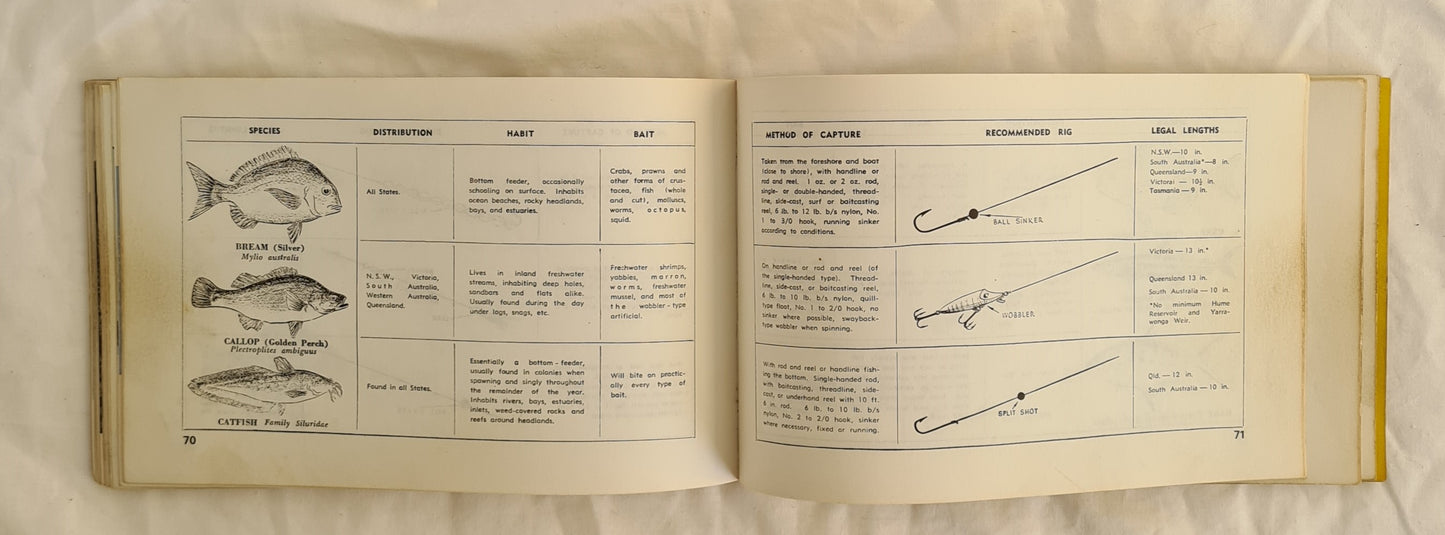 SPECIES DISTRIBUTION HABIT BAIT
BREAM (Silver)
Mylio australis
All States.
Bottom feeder, occasionally
schooling on surface. Inhabits
ocean beaches, rocky headlands,
bays, and estuaries.
Crabs, prawns and
other forms of crus-
tacea, fish (whole
and cut), molluscs,
worms, octopus,
squid.
CALLOP (Golden Perch)
Plectroplites ambiguus
N.S.W., Victoria,
South Australia,
Western Australia,
Queensland.
Lives in inland freshwater
streams, inhabiting deep holes,
sandbars and flats alike.
Usually found during the day
under logs, snags, etc.
Freshwater shrimps,
yabbies, marron,
worms, freshwater
mussel, and most of
the wobbler-type
artificial.
CATFISH Family Siluridae
Found in all States.
Essentially a bottom-feeder,
usually found in colonies when
spawning and singly throughout
the remainder of the year.
Inhabits rivers, bays, estuaries,
inlets, weed-covered rocks and
reefs around headlands.
Will bite on practic-
ally every type of
bait.
70
METHOD OF CAPTURE RECOMMENDED RIG LEGAL LENGTHS
Taken from the foreshore and boat
(close to shore), with handline or
rod and reel. 1 oz. or 2 oz. rod,
single- or double-handed, thread-
line, side-cast, surf or baitcasting
reel, 6 lb. to 12 lb. b/s nylon, No.
1 to 3/0 hook, running sinker
according to conditions.
BALL SINKER
N.S.W.—10 in.
South Australia*—8 in.
Queensland—9 in.
Victorai — 10½ in.
Tasmania — 9 in.
On handline or rod and reel (of
the single-handed type). Thread-
line, side-cast, or baitcasting reel,
6 lb. to 10 lb. b/s nylon, quill-
type float, No. 1 to 2/0 hook, no
sinker where possible, swayback-
type wobbler when spinning.
WOBBLER
Victoria — 13 in.*
Queensland 13 in.
South Australia — 10 in.
*No minimum Hume
Reservoir and Yarra-
wonga Weir.
With rod and reel or handline fish-
ing the bottom. Single-handed rod,
with baitcasting, threadline, side-
cast, or underhand reel with 10 ft.
6 in. rod. 6 lb. to 10 lb. b/s
nylon, No. 2 to 2/0 hook, sinker
where necessary, fixed or running.
SPLIT SHOT
Qld. — 12 in.
South Australia — 10 in.
71